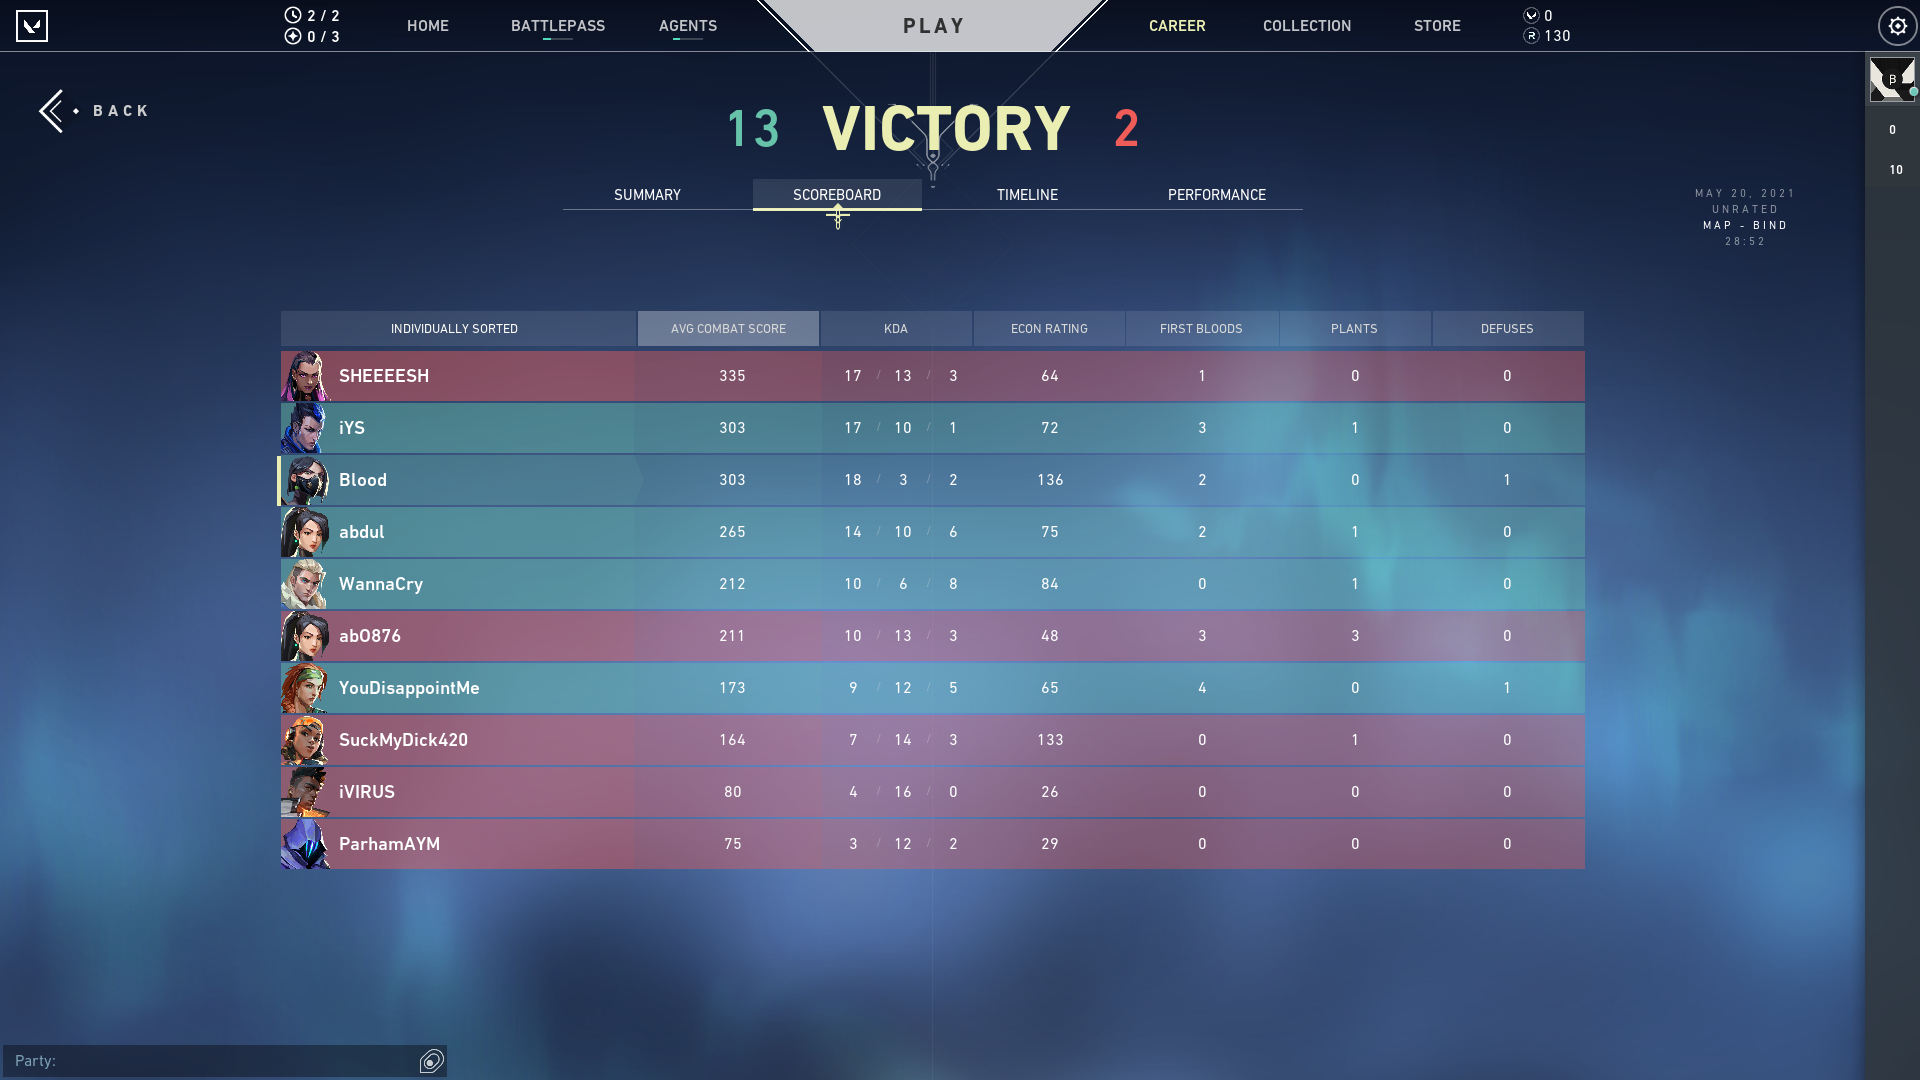 2 / 2
0 / 3
HOME
BATTLEPASS
AGENTS
PLAY
CAREER
COLLECTION
STORE
0
R 130
B
0
10
BACK
13 VICTORY 2
SUMMARY SCOREBOARD TIMELINE PERFORMANCE
MAY 20, 2021
UNRATED
MAP - BIND
28:52
INDIVIDUALLY SORTED AVG COMBAT SCORE KDA ECON RATING FIRST BLOODS PLANTS DEFUSES
SHEEEESH 335 17 / 13 / 3 64 1 0 0
iYS 303 17 / 10 / 1 72 3 1 0
Blood 303 18 / 3 / 2 136 2 0 1
abdul 265 14 / 10 / 6 75 2 1 0
WannaCry 212 10 / 6 / 8 84 0 1 0
abO876 211 10 / 13 / 3 48 3 3 0
YouDisappointMe 173 9 / 12 / 5 65 4 0 1
SuckMyDick420 164 7 / 14 / 3 133 0 1 0
iVIRUS 80 4 / 16 / 0 26 0 0 0
ParhamAYM 75 3 / 12 / 2 29 0 0 0
Party: